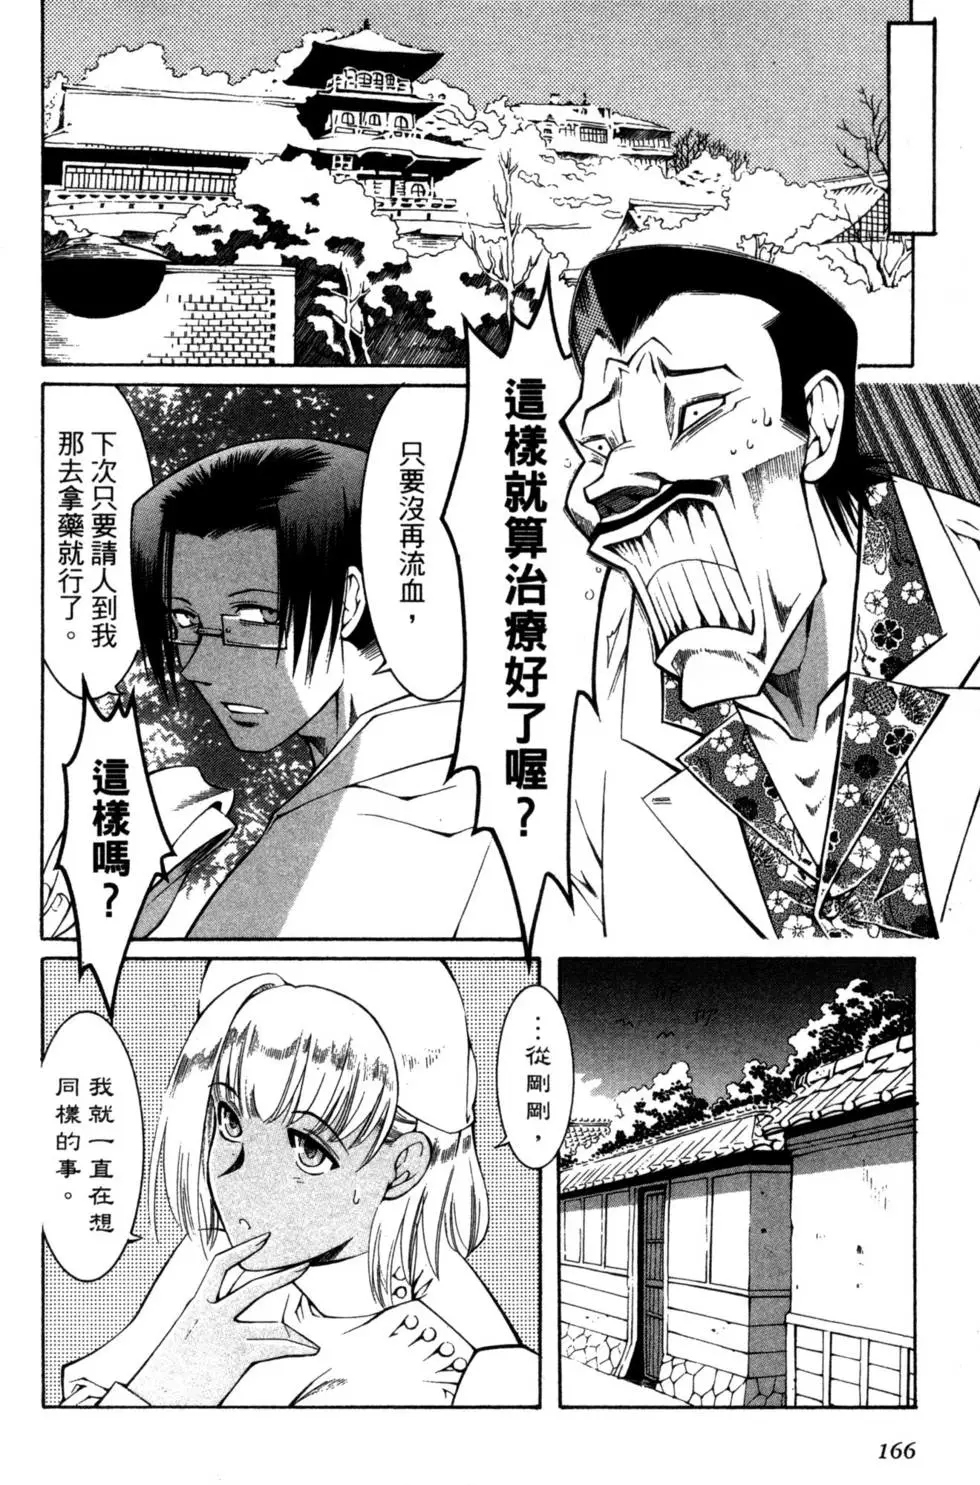 這樣就算治療好了喔?
只要沒再流血,
下次只要請人到我
那去拿藥就行了。
這樣嗎?
…從剛剛,
我就一直在想
同樣的事。
166